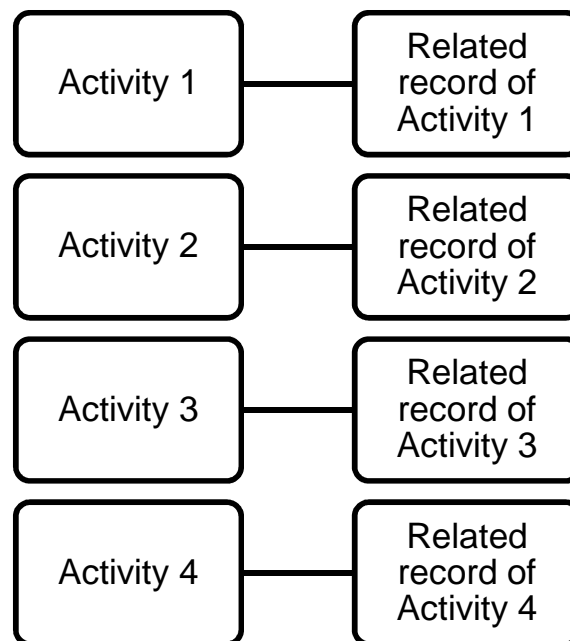 Activity 1
Related
record of
Activity 1
Activity 2
Related
record of
Activity 2
Activity 3
Related
record of
Activity 3
Activity 4
Related
record of
Activity 4